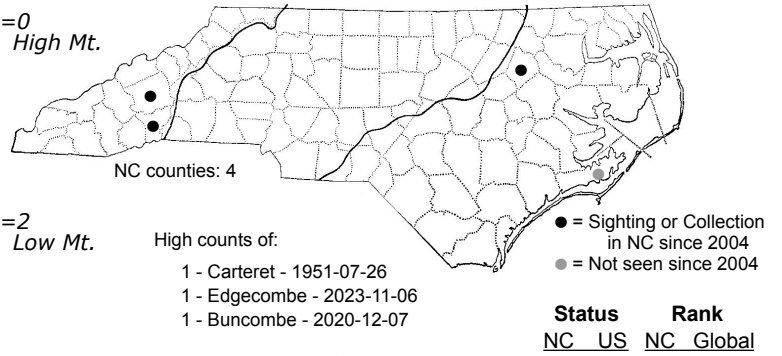 =0
High Mt.
NC counties: 4
=2
Low Mt.
High counts of:
1 - Carteret - 1951-07-26
1 - Edgecombe - 2023-11-06
1 - Buncombe - 2020-12-07
● = Sighting or Collection
in NC since 2004
● = Not seen since 2004
Status Rank
NC US NC Global